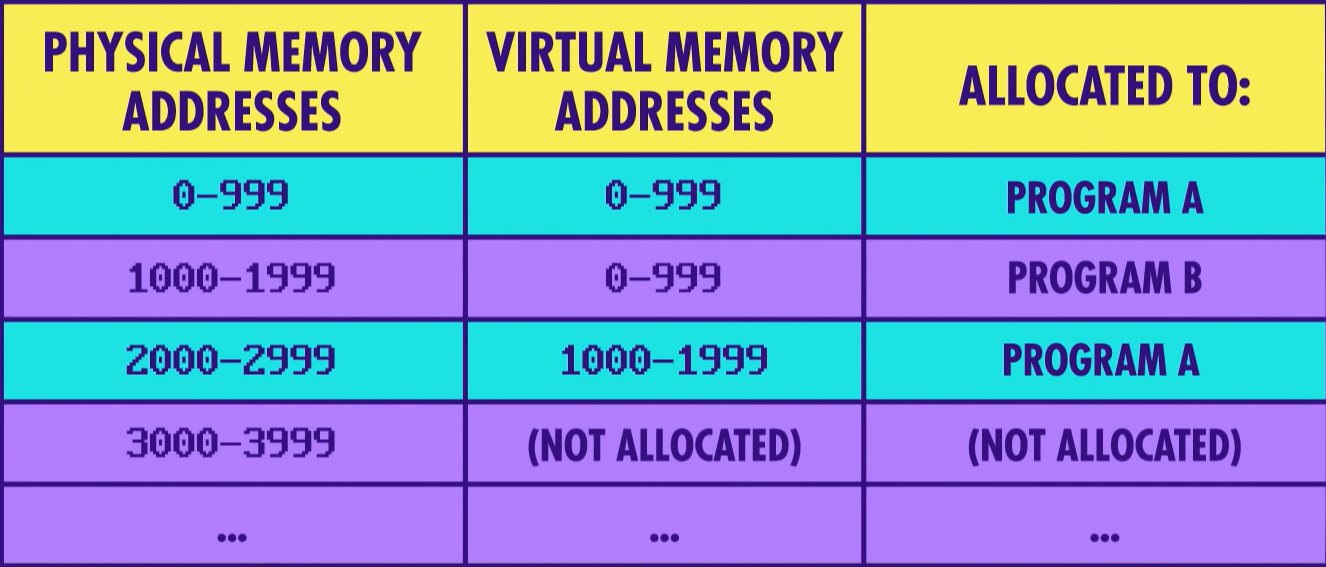 PHYSICAL MEMORY
ADDRESSES
VIRTUAL MEMORY
ADDRESSES
ALLOCATED TO:
0-999
0-999
PROGRAM A
1000-1999
0-999
PROGRAM B
2000-2999
1000-1999
PROGRAM A
3000-3999
(NOT ALLOCATED)
(NOT ALLOCATED)
...
...
...